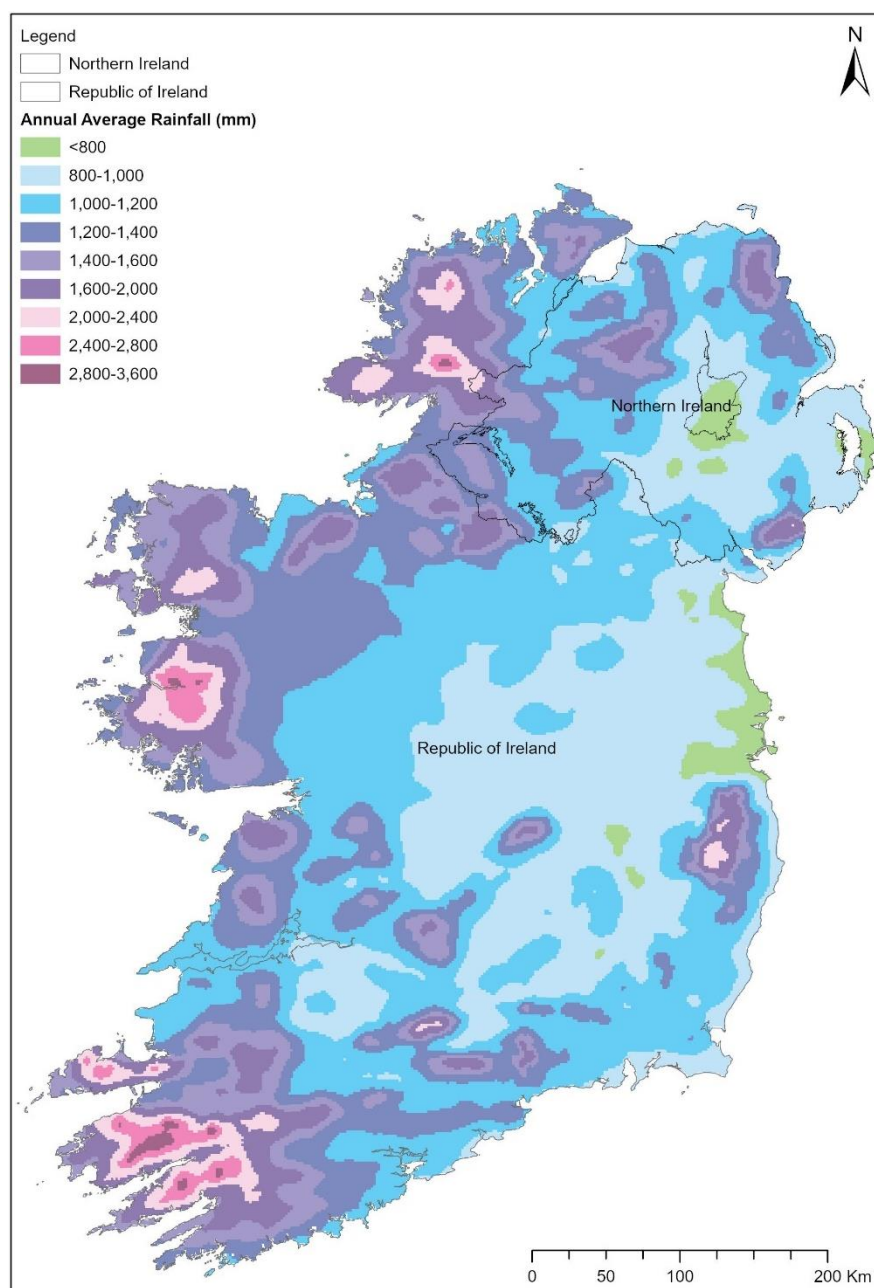 Legend
Northern Ireland
Republic of Ireland
Annual Average Rainfall (mm)
<800
800-1,000
1,000-1,200
1,200-1,400
1,400-1,600
1,600-2,000
2,000-2,400
2,400-2,800
2,800-3,600
N
Northern Ireland
Republic of Ireland
0 50 100 200 Km